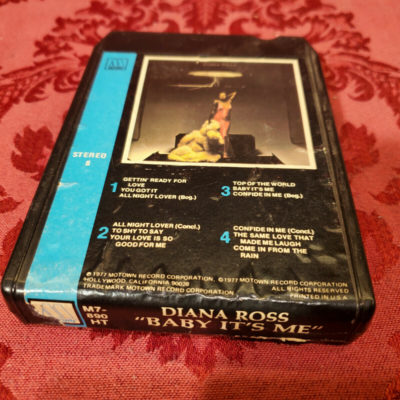 STEREO
8
1 GETTIN' READY FOR
LOVE
YOU GOT IT
ALL NIGHT LOVER (Beg.)
3 TOP OF THE WORLD
BABY IT'S ME
CONFIDE IN ME (Beg.)
2 ALL NIGHT LOVER (Concl.)
TO SHY TO SAY
YOUR LOVE IS SO
GOOD FOR ME
4 CONFIDE IN ME (Concl.)
THE SAME LOVE THAT
MADE ME LAUGH
COME IN FROM THE
RAIN
℗1977 MOTOWN RECORD CORPORATION,
HOLLYWOOD, CALIFORNIA 90028
TRADEMARK MOTOWN RECORD CORPORATION
©1977 MOTOWN RECORD CORPORATION.
ALL RIGHTS RESERVED
PRINTED IN U.S.A.
M7-
890
HT
DIANA ROSS
"BABY IT'S ME"